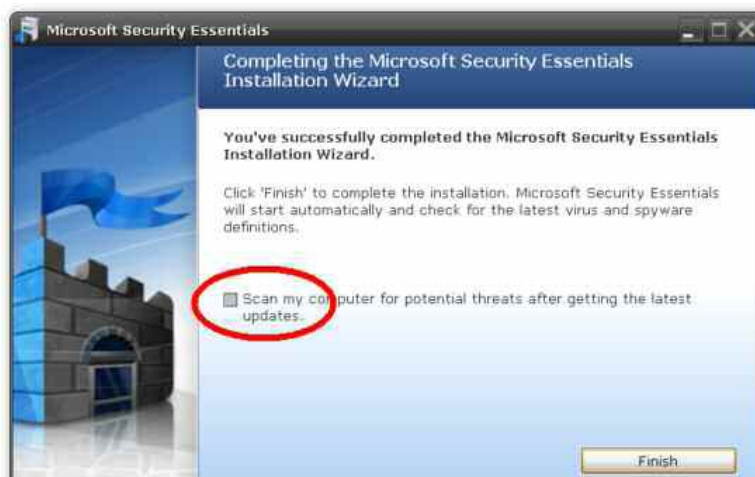 Microsoft Security Essentials
Completing the Microsoft Security Essentials
Installation Wizard
You've successfully completed the Microsoft Security Essentials
Installation Wizard.
Click 'Finish' to complete the installation. Microsoft Security Essentials
will start automatically and check for the latest virus and spyware
definitions.
Scan my computer for potential threats after getting the latest
updates.
Finish